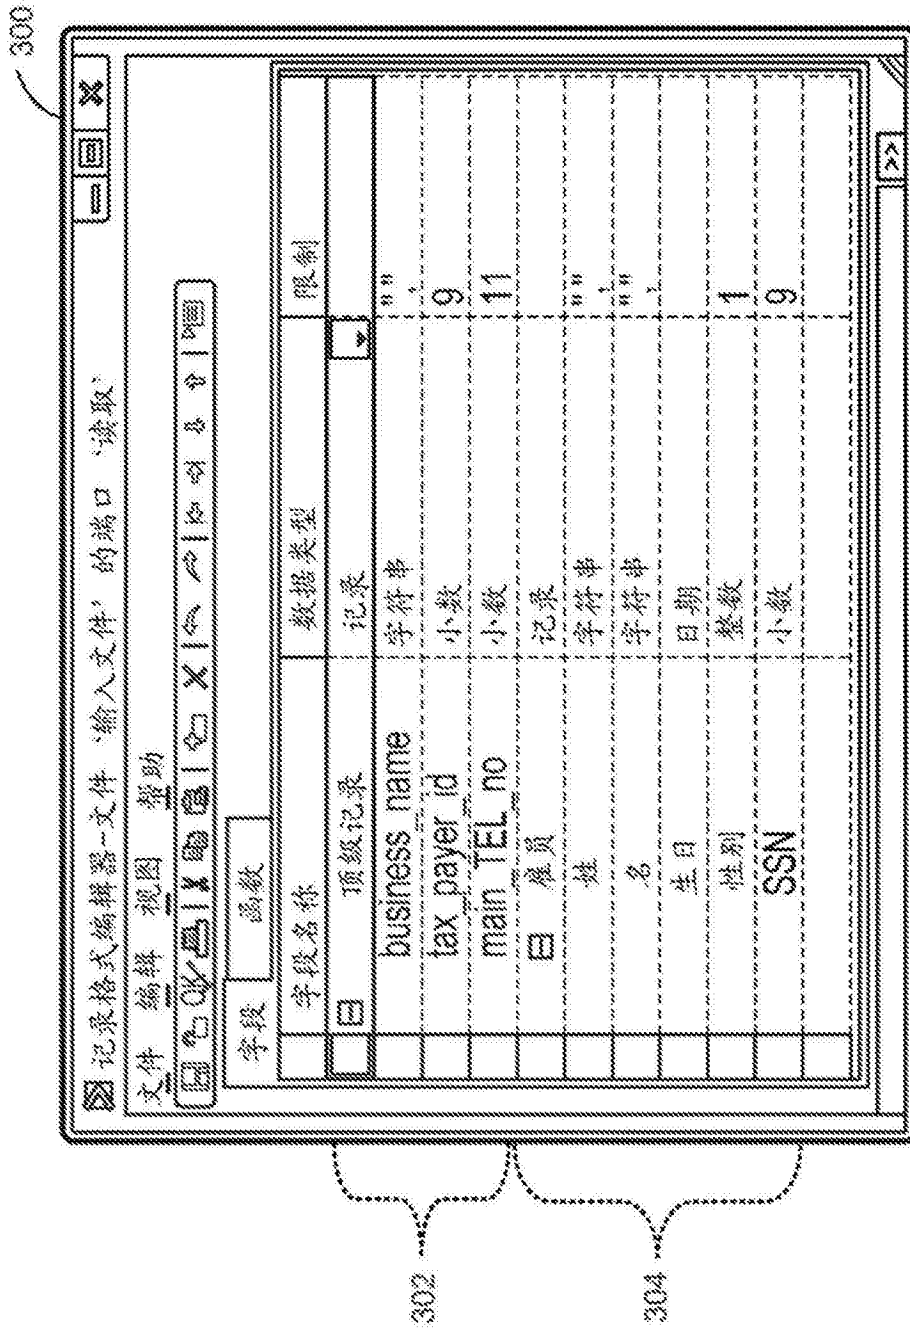 300
记录格式编辑器-文件 ‘输入文件’ 的端口 ‘读取’
文件 编辑 视图 帮助
OK
字段 函数
字段名称 数据类型 限制
顶级记录 记录
business_name 字符串 "",
tax_payer_id 小数 9
main_TEL_no 小数 11
雇员 记录
姓 字符串 "",
名 字符串 "",
生日 日期
性别 整数 1
SSN 小数 9
>>
302
304